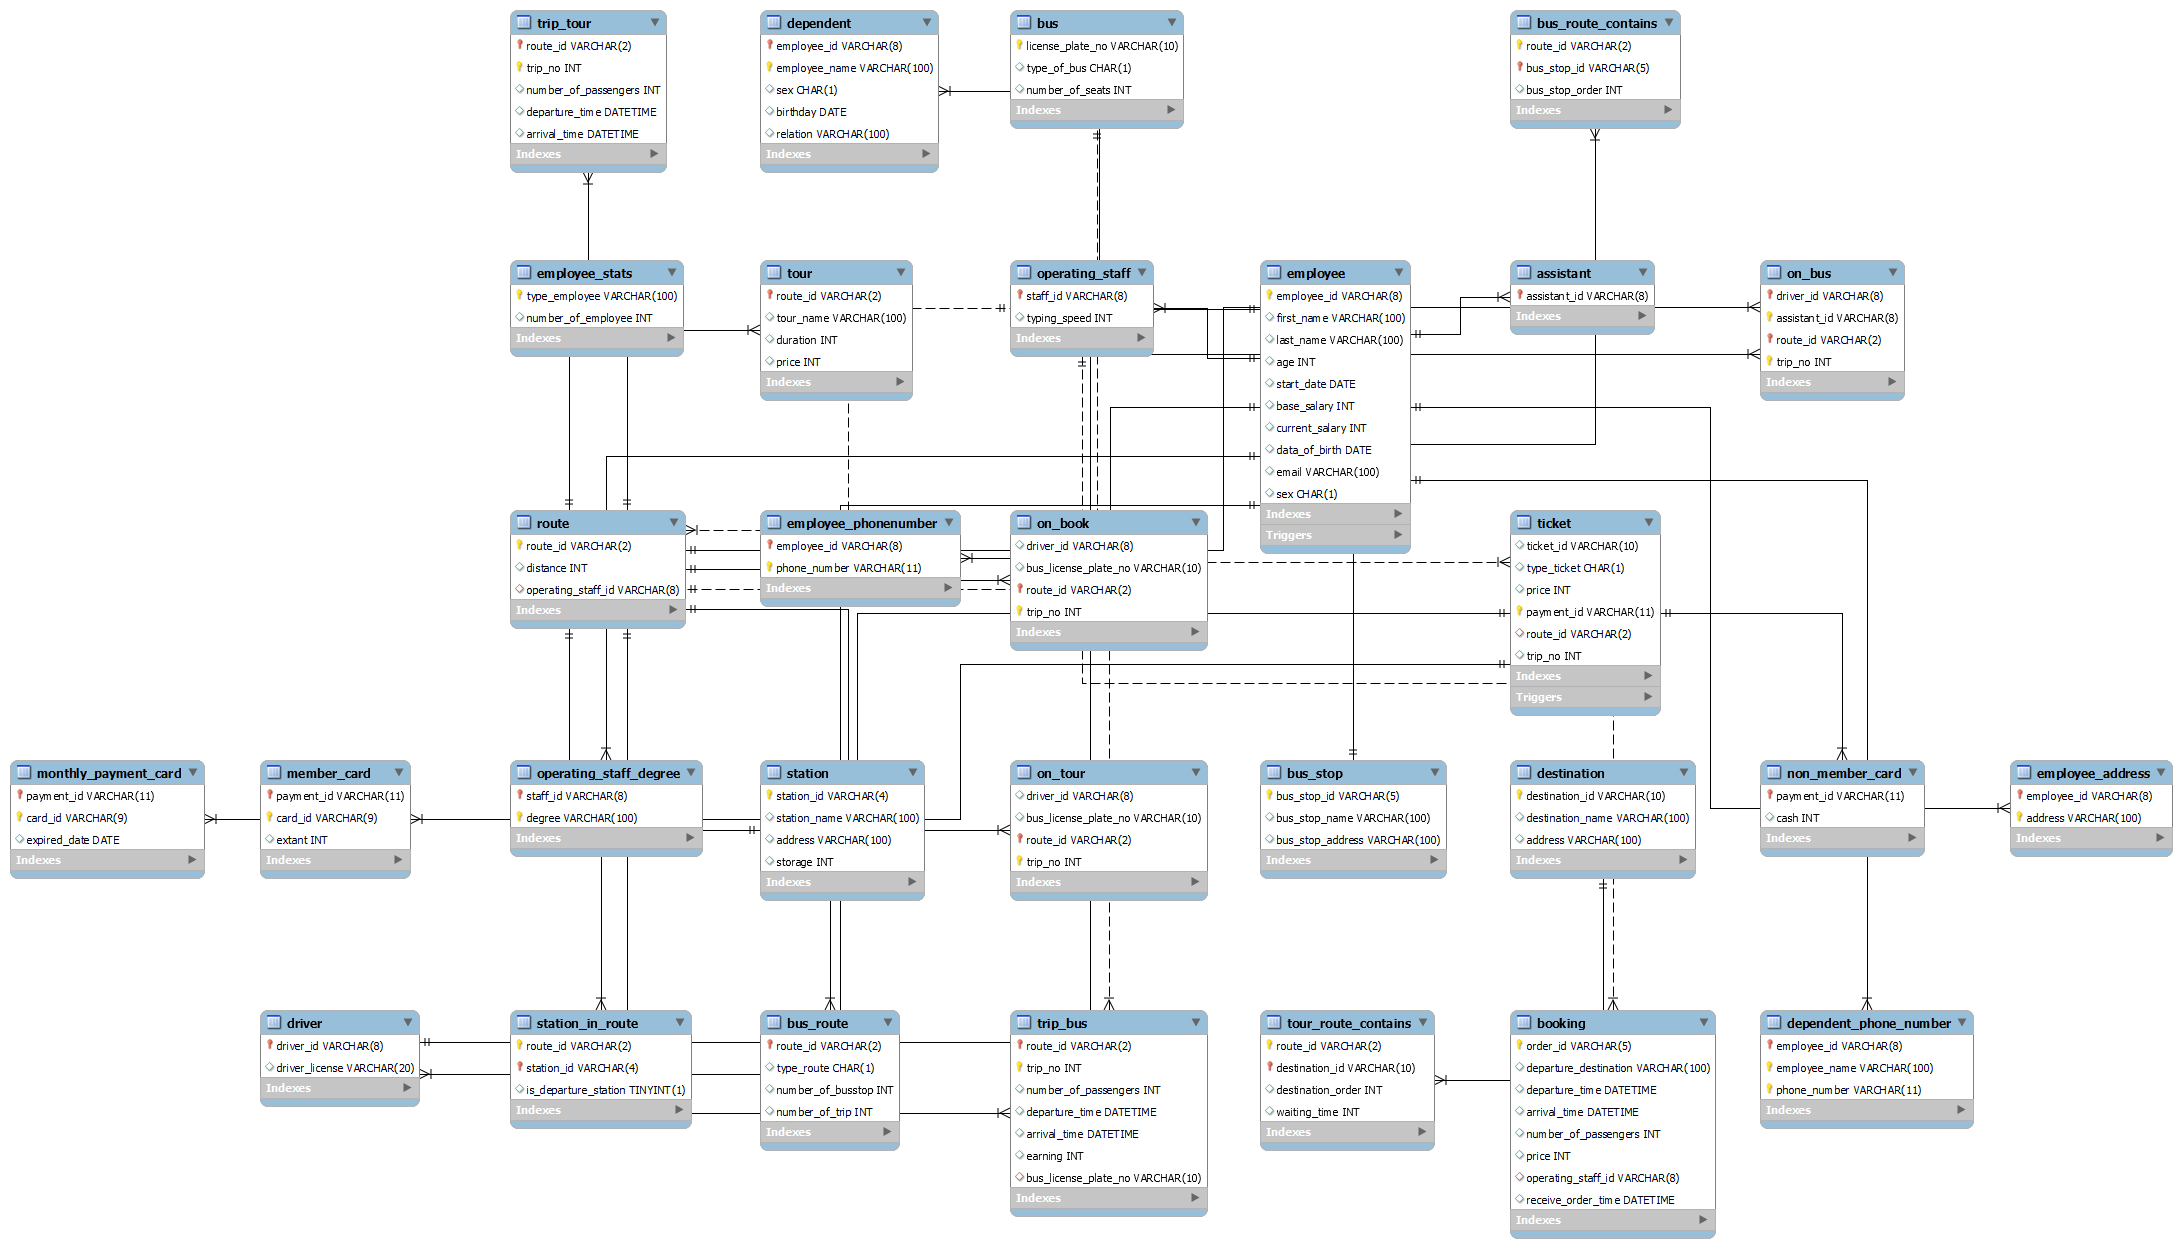 trip_tour
route_id VARCHAR(2)
trip_no INT
number_of_passengers INT
departure_time DATETIME
arrival_time DATETIME
Indexes
dependent
employee_id VARCHAR(8)
employee_name VARCHAR(100)
sex CHAR(1)
birthday DATE
relation VARCHAR(100)
Indexes
bus
license_plate_no VARCHAR(10)
type_of_bus CHAR(1)
number_of_seats INT
Indexes
bus_route_contains
route_id VARCHAR(2)
bus_stop_id VARCHAR(5)
bus_stop_order INT
Indexes
employee_stats
type_employee VARCHAR(100)
number_of_employee INT
Indexes
tour
route_id VARCHAR(2)
tour_name VARCHAR(100)
duration INT
price INT
Indexes
operating_staff
staff_id VARCHAR(8)
typing_speed INT
Indexes
employee
employee_id VARCHAR(8)
first_name VARCHAR(100)
last_name VARCHAR(100)
age INT
start_date DATE
base_salary INT
current_salary INT
data_of_birth DATE
email VARCHAR(100)
sex CHAR(1)
Indexes
Triggers
assistant
assistant_id VARCHAR(8)
Indexes
on_bus
driver_id VARCHAR(8)
assistant_id VARCHAR(8)
route_id VARCHAR(2)
trip_no INT
Indexes
route
route_id VARCHAR(2)
distance INT
operating_staff_id VARCHAR(8)
Indexes
employee_phonenumber
employee_id VARCHAR(8)
phone_number VARCHAR(11)
Indexes
on_book
driver_id VARCHAR(8)
bus_license_plate_no VARCHAR(10)
route_id VARCHAR(2)
trip_no INT
Indexes
ticket
ticket_id VARCHAR(10)
type_ticket CHAR(1)
price INT
payment_id VARCHAR(11)
route_id VARCHAR(2)
trip_no INT
Indexes
Triggers
monthly_payment_card
payment_id VARCHAR(11)
card_id VARCHAR(9)
expired_date DATE
Indexes
member_card
payment_id VARCHAR(11)
card_id VARCHAR(9)
extant INT
Indexes
operating_staff_degree
staff_id VARCHAR(8)
degree VARCHAR(100)
Indexes
station
station_id VARCHAR(4)
station_name VARCHAR(100)
address VARCHAR(100)
storage INT
Indexes
on_tour
driver_id VARCHAR(8)
bus_license_plate_no VARCHAR(10)
route_id VARCHAR(2)
trip_no INT
Indexes
bus_stop
bus_stop_id VARCHAR(5)
bus_stop_name VARCHAR(100)
bus_stop_address VARCHAR(100)
Indexes
destination
destination_id VARCHAR(10)
destination_name VARCHAR(100)
address VARCHAR(100)
Indexes
non_member_card
payment_id VARCHAR(11)
cash INT
Indexes
employee_address
employee_id VARCHAR(8)
address VARCHAR(100)
Indexes
driver
driver_id VARCHAR(8)
driver_license VARCHAR(20)
Indexes
station_in_route
route_id VARCHAR(2)
station_id VARCHAR(4)
is_departure_station TINYINT(1)
Indexes
bus_route
route_id VARCHAR(2)
type_route CHAR(1)
number_of_busstop INT
number_of_trip INT
Indexes
trip_bus
route_id VARCHAR(2)
trip_no INT
number_of_passengers INT
departure_time DATETIME
arrival_time DATETIME
earning INT
bus_license_plate_no VARCHAR(10)
Indexes
tour_route_contains
route_id VARCHAR(2)
destination_id VARCHAR(10)
destination_order INT
waiting_time INT
Indexes
booking
order_id VARCHAR(5)
departure_destination VARCHAR(100)
departure_time DATETIME
arrival_time DATETIME
number_of_passengers INT
price INT
operating_staff_id VARCHAR(8)
receive_order_time DATETIME
Indexes
dependent_phone_number
employee_id VARCHAR(8)
employee_name VARCHAR(100)
phone_number VARCHAR(11)
Indexes